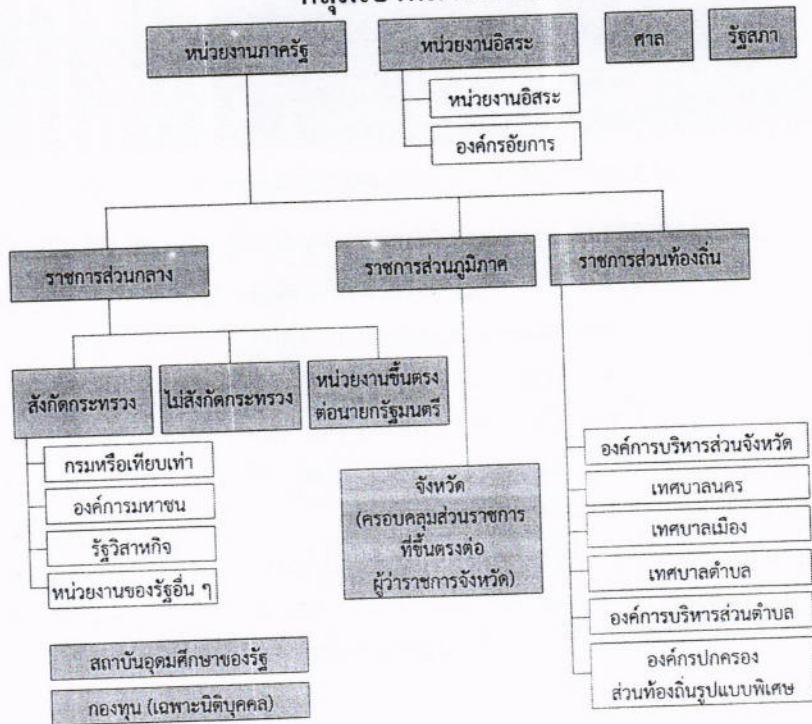 หน่วยงานภาครัฐ
หน่วยงานอิสระ
ศาล
รัฐสภา
หน่วยงานอิสระ
องค์กรอัยการ
ราชการส่วนกลาง
ราชการส่วนภูมิภาค
ราชการส่วนท้องถิ่น
สังกัดกระทรวง
ไม่สังกัดกระทรวง
หน่วยงานขึ้นตรง
ต่อนายกรัฐมนตรี
กรมหรือเทียบเท่า
องค์การมหาชน
รัฐวิสาหกิจ
หน่วยงานของรัฐอื่น ๆ
จังหวัด
(ครอบคลุมส่วนราชการ
ที่ขึ้นตรงต่อ
ผู้ว่าราชการจังหวัด)
องค์การบริหารส่วนจังหวัด
เทศบาลนคร
เทศบาลเมือง
เทศบาลตำบล
องค์การบริหารส่วนตำบล
องค์กรปกครอง
ส่วนท้องถิ่นรูปแบบพิเศษ
สถาบันอุดมศึกษาของรัฐ
กองทุน (เฉพาะนิติบุคคล)